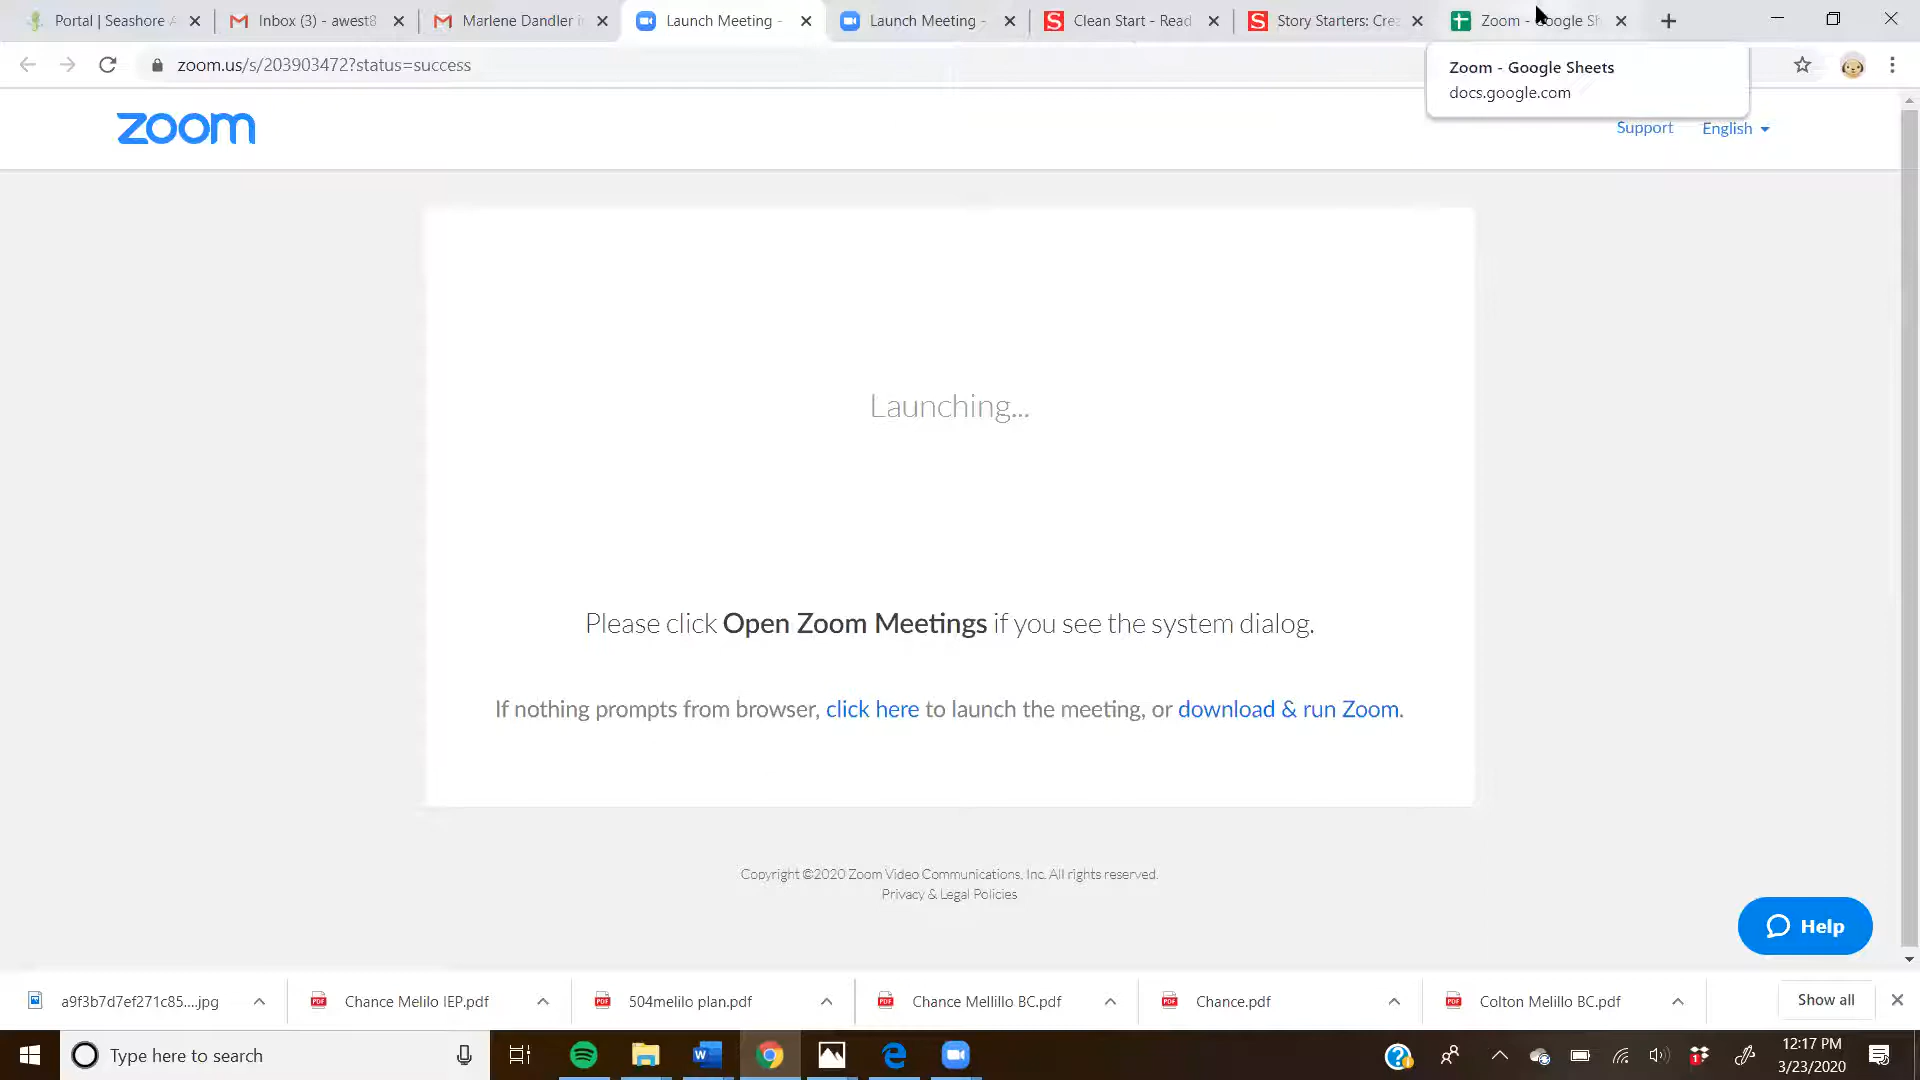 Portal | Seashore A
Inbox (3) - awest8
Marlene Dandler i
Launch Meeting -
Launch Meeting -
Clean Start - Read
Story Starters: Crea
Zoom - Google Sh
zoom.us/s/203903472?status=success
Zoom - Google Sheets
docs.google.com
zoom
Support
English
Launching...
Please click Open Zoom Meetings if you see the system dialog.
If nothing prompts from browser, click here to launch the meeting, or download & run Zoom.
Copyright ©2020 Zoom Video Communications, Inc. All rights reserved.
Privacy & Legal Policies
Help
a9f3b7d7ef271c85....jpg
Chance Melilo IEP.pdf
504melilo plan.pdf
Chance Mellillo BC.pdf
Chance.pdf
Colton Melillo BC.pdf
Show all
Type here to search
12:17 PM
3/23/2020